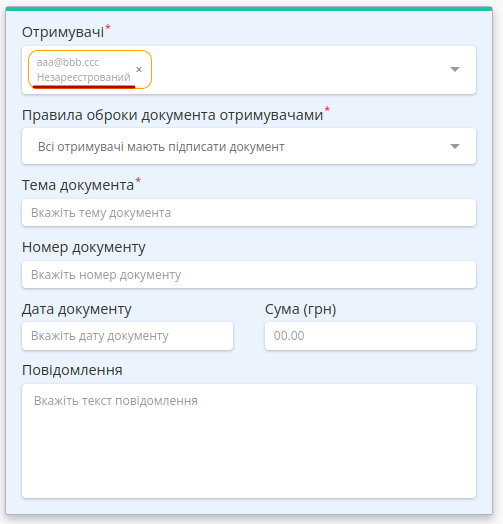 Отримувачі*
aaa@bbb.ccc ×
Незареєстрований
Правила оброки документа отримувачами*
Всі отримувачі мають підписати документ
Тема документа*
Вкажіть тему документа
Номер документу
Вкажіть номер документу
Дата документу Сума (грн)
Вкажіть дату документу 00.00
Повідомлення
Вкажіть текст повідомлення